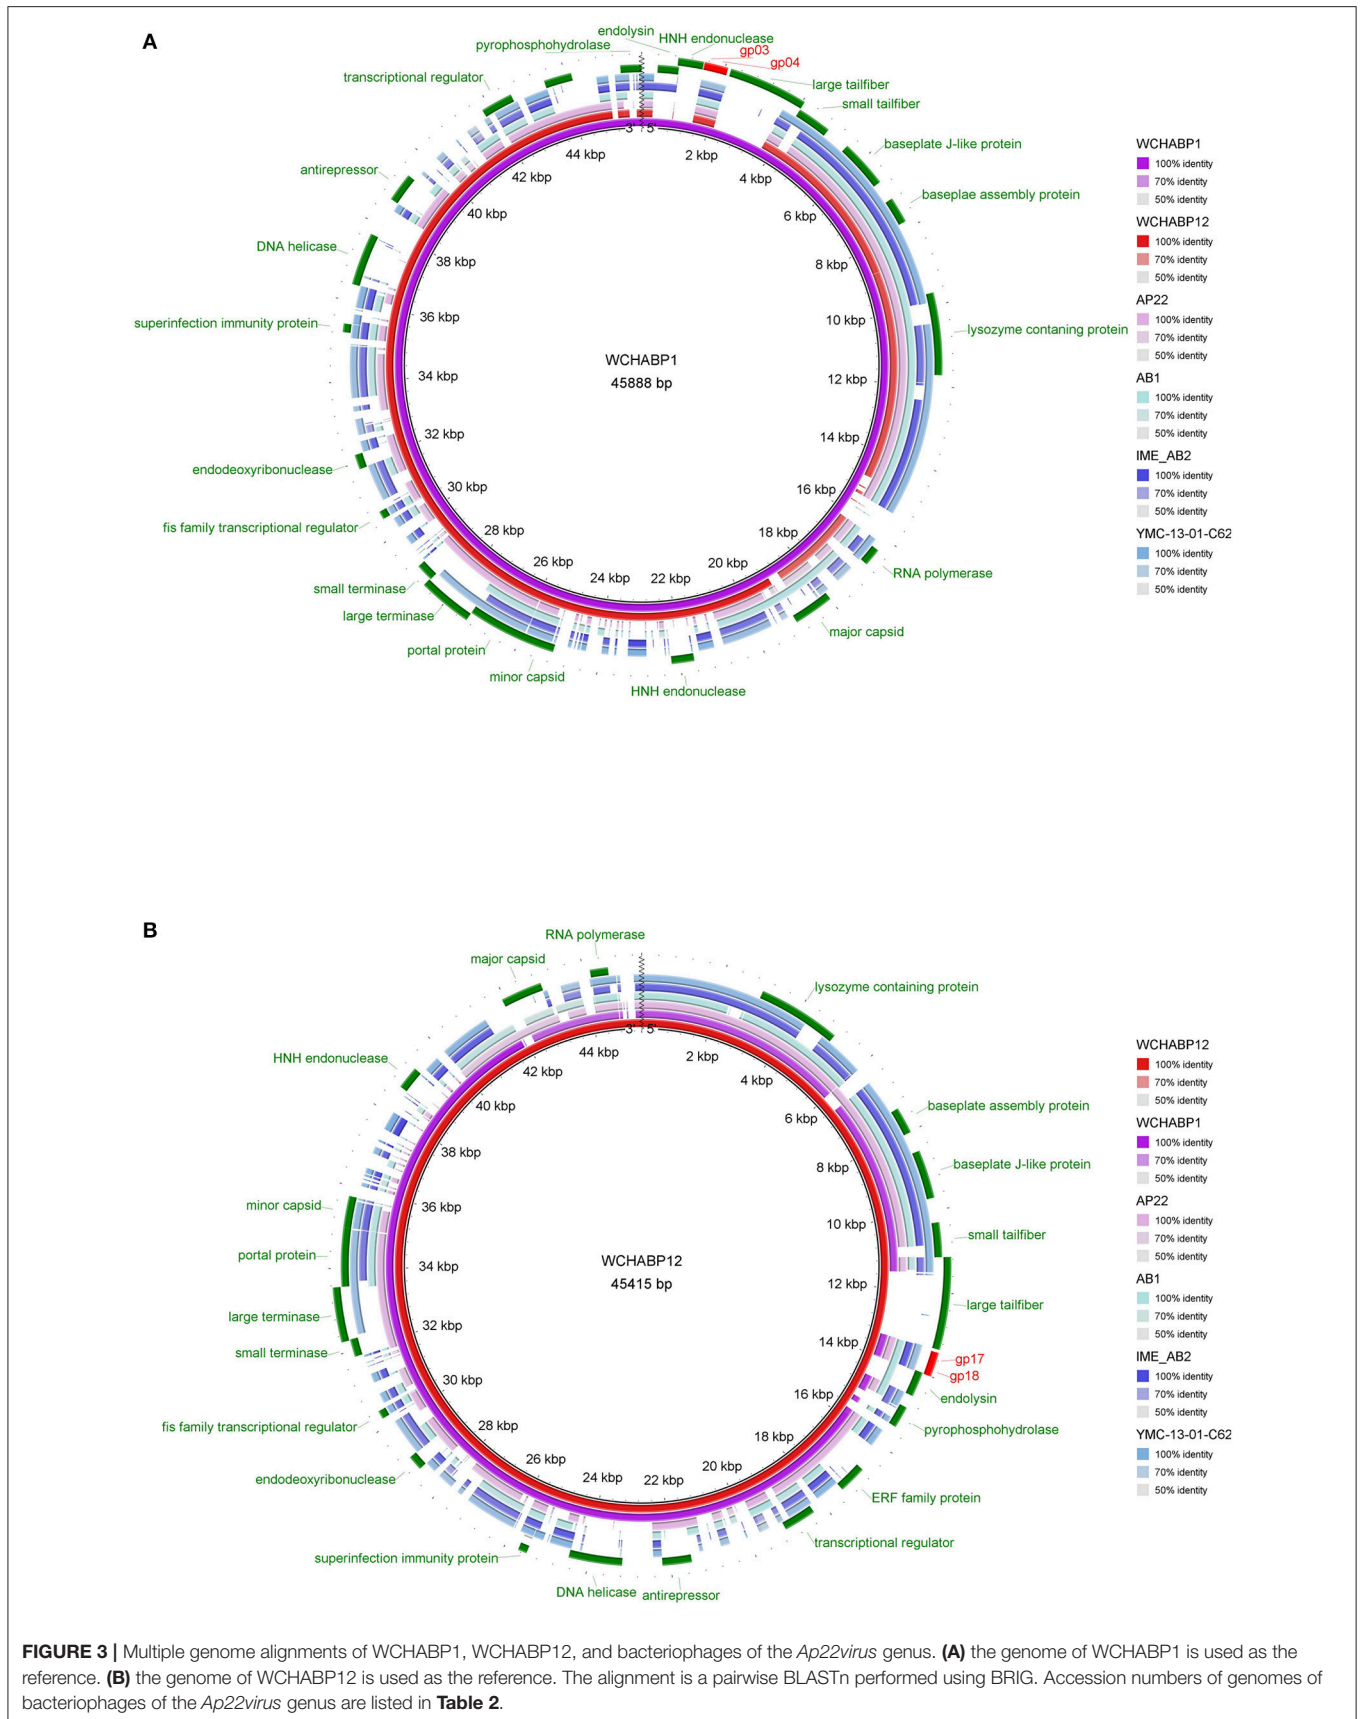 A
endolysin
HNH endonuclease
pyrophosphohydrolase
gp03
gp04
transcriptional regulator
large tailfiber
small tailfiber
baseplate J-like protein
antirepressor
baseplae assembly protein
DNA helicase
superinfection immunity protein
lysozyme contaning protein
endodeoxyribonuclease
fis family transcriptional regulator
RNA polymerase
small terminase
large terminase
major capsid
portal protein
minor capsid
HNH endonuclease
3' 5'
2 kbp
4 kbp
6 kbp
8 kbp
10 kbp
12 kbp
14 kbp
16 kbp
18 kbp
20 kbp
22 kbp
24 kbp
26 kbp
28 kbp
30 kbp
32 kbp
34 kbp
36 kbp
38 kbp
40 kbp
42 kbp
44 kbp
WCHABP1
45888 bp
WCHABP1
100% identity
70% identity
50% identity
WCHABP12
100% identity
70% identity
50% identity
AP22
100% identity
70% identity
50% identity
AB1
100% identity
70% identity
50% identity
IME_AB2
100% identity
70% identity
50% identity
YMC-13-01-C62
100% identity
70% identity
50% identity
B
RNA polymerase
major capsid
lysozyme containing protein
HNH endonuclease
baseplate assembly protein
baseplate J-like protein
minor capsid
small tailfiber
portal protein
large tailfiber
large terminase
small terminase
gp17
gp18
endolysin
fis family transcriptional regulator
pyrophosphohydrolase
endodeoxyribonuclease
ERF family protein
transcriptional regulator
superinfection immunity protein
DNA helicase
antirepressor
3' 5'
2 kbp
4 kbp
6 kbp
8 kbp
10 kbp
12 kbp
14 kbp
16 kbp
18 kbp
20 kbp
22 kbp
24 kbp
26 kbp
28 kbp
30 kbp
32 kbp
34 kbp
36 kbp
38 kbp
40 kbp
42 kbp
44 kbp
WCHABP12
45415 bp
WCHABP12
100% identity
70% identity
50% identity
WCHABP1
100% identity
70% identity
50% identity
AP22
100% identity
70% identity
50% identity
AB1
100% identity
70% identity
50% identity
IME_AB2
100% identity
70% identity
50% identity
YMC-13-01-C62
100% identity
70% identity
50% identity
FIGURE 3 | Multiple genome alignments of WCHABP1, WCHABP12, and bacteriophages of the Ap22virus genus. (A) the genome of WCHABP1 is used as the
reference. (B) the genome of WCHABP12 is used as the reference. The alignment is a pairwise BLASTn performed using BRIG. Accession numbers of genomes of
bacteriophages of the Ap22virus genus are listed in Table 2.